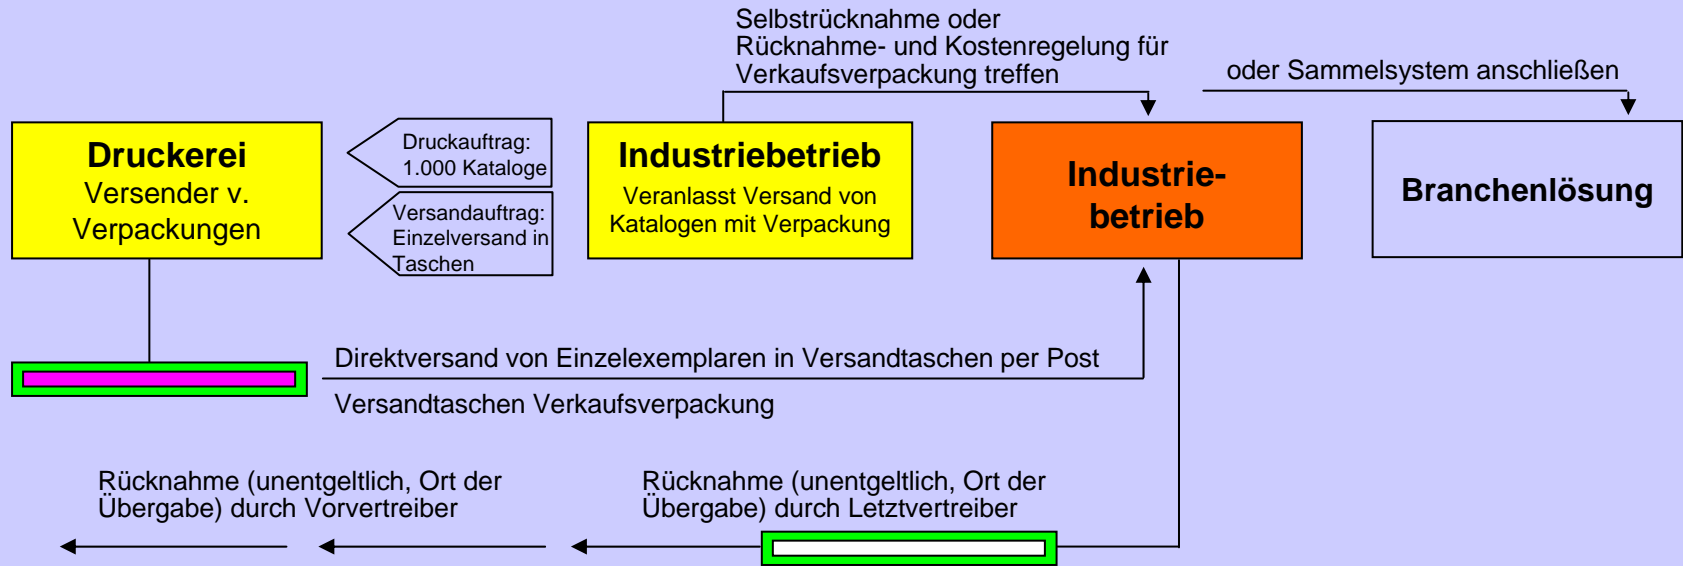 Selbstrücknahme oder
Rücknahme- und Kostenregelung für
Verkaufsverpackung treffen
oder Sammelsystem anschließen
Druckerei
Versender v.
Verpackungen
Druckauftrag:
1.000 Kataloge
Versandauftrag:
Einzelversand in
Taschen
Industriebetrieb
Veranlasst Versand von
Katalogen mit Verpackung
Industrie-
betrieb
Branchenlösung
Direktversand von Einzelexemplaren in Versandtaschen per Post
Versandtaschen Verkaufsverpackung
Rücknahme (unentgeltlich, Ort der
Übergabe) durch Vorvertreiber
Rücknahme (unentgeltlich, Ort der
Übergabe) durch Letztvertreiber